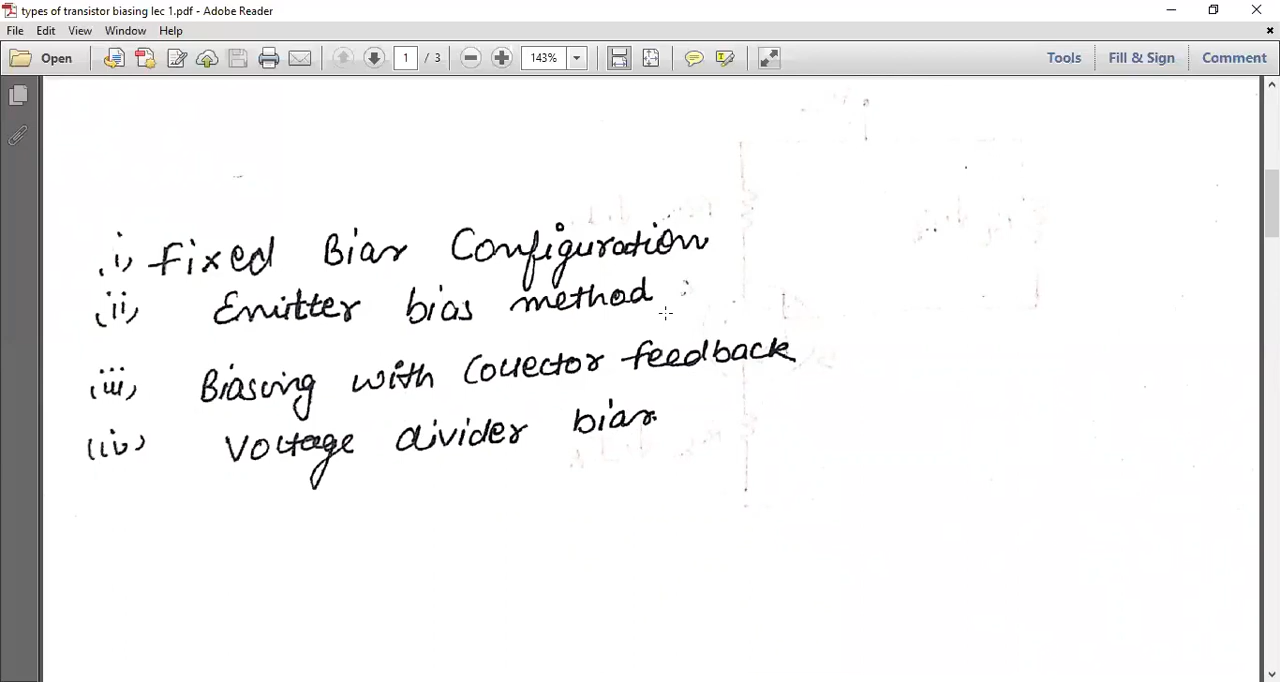 types of transistor biasing lec 1.pdf - Adobe Reader
File Edit View Window Help
Open 1 / 3 143% Tools Fill & Sign Comment
(i) Fixed Bias Configuration
(ii) Emitter bias method
(iii) Biasing with Collector feedback
(iv) Voltage divider bias.